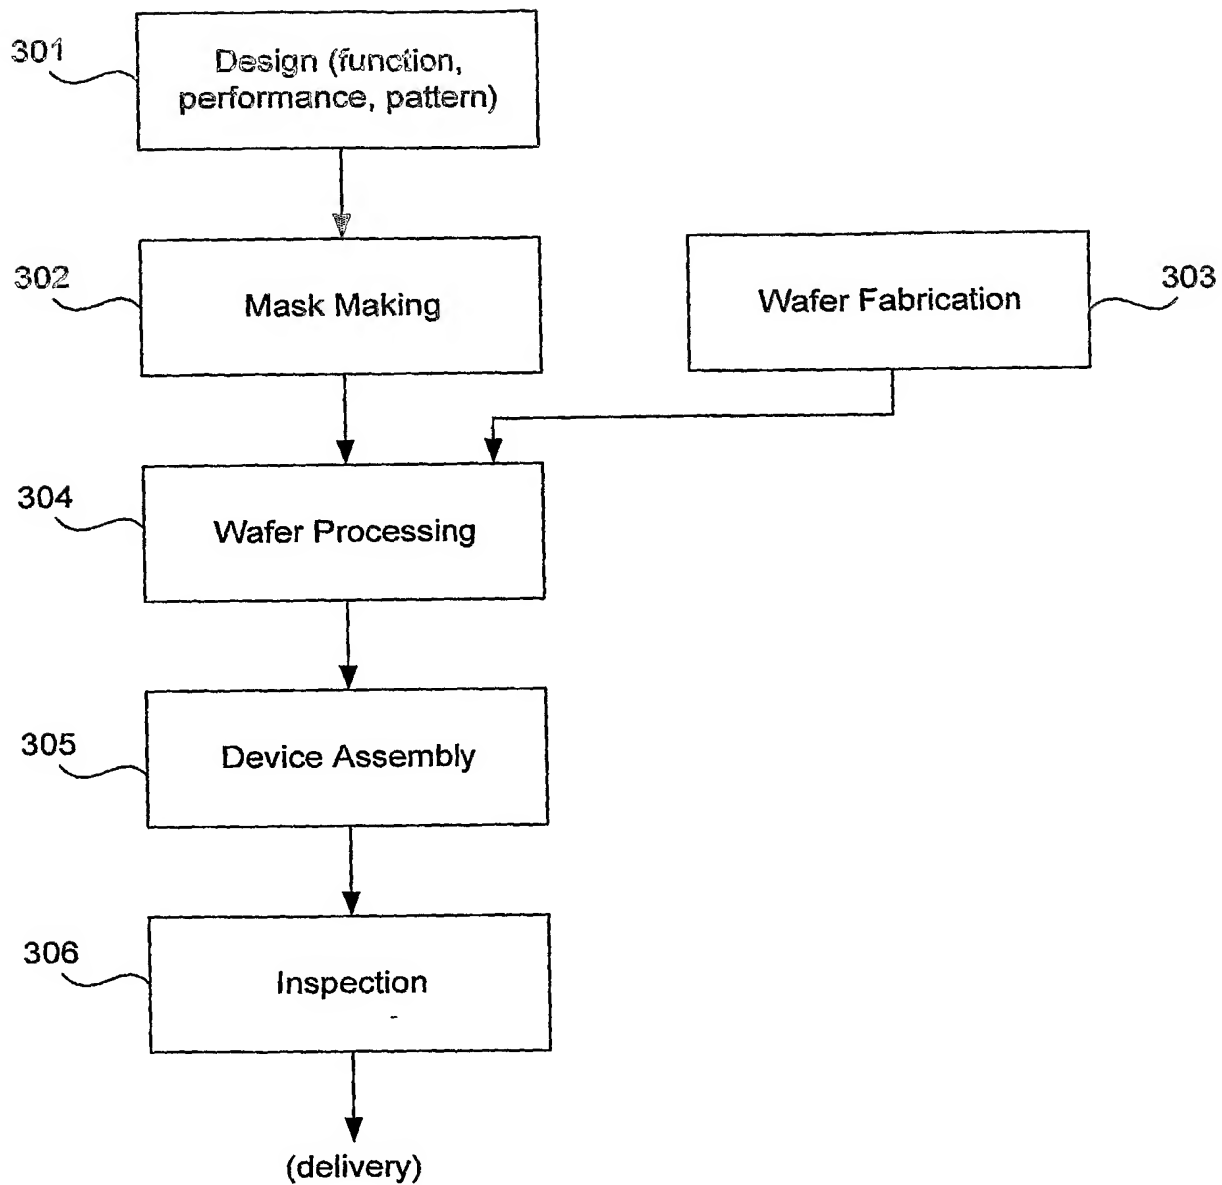 301
Design (function,
performance, pattern)
302
Mask Making
Wafer Fabrication
303
304
Wafer Processing
305
Device Assembly
306
Inspection
(delivery)